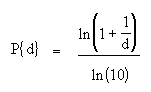 P{d} = ln(1 + 1/d) / ln(10)